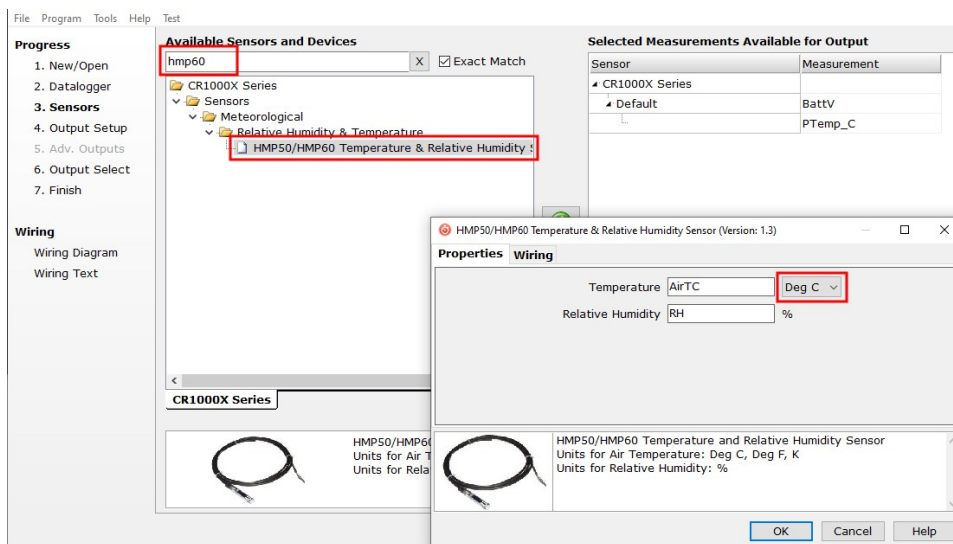 File Program Tools Help Test
Progress
1. New/Open
2. Datalogger
3. Sensors
4. Output Setup
5. Adv. Outputs
6. Output Select
7. Finish
Wiring
Wiring Diagram
Wiring Text
Available Sensors and Devices
hmp60 X Exact Match
CR1000X Series
Sensors
Meteorological
Relative Humidity & Temperature
HMP50/HMP60 Temperature & Relative Humidity
CR1000X Series
HMP50/HMP60
Units for Air T
Units for Rela
Selected Measurements Available for Output
Sensor Measurement
CR1000X Series
Default BattV
PTemp_C
HMP50/HMP60 Temperature & Relative Humidity Sensor (Version: 1.3)
Properties Wiring
Temperature AirTC Deg C
Relative Humidity RH %
HMP50/HMP60 Temperature and Relative Humidity Sensor
Units for Air Temperature: Deg C, Deg F, K
Units for Relative Humidity: %
OK Cancel Help